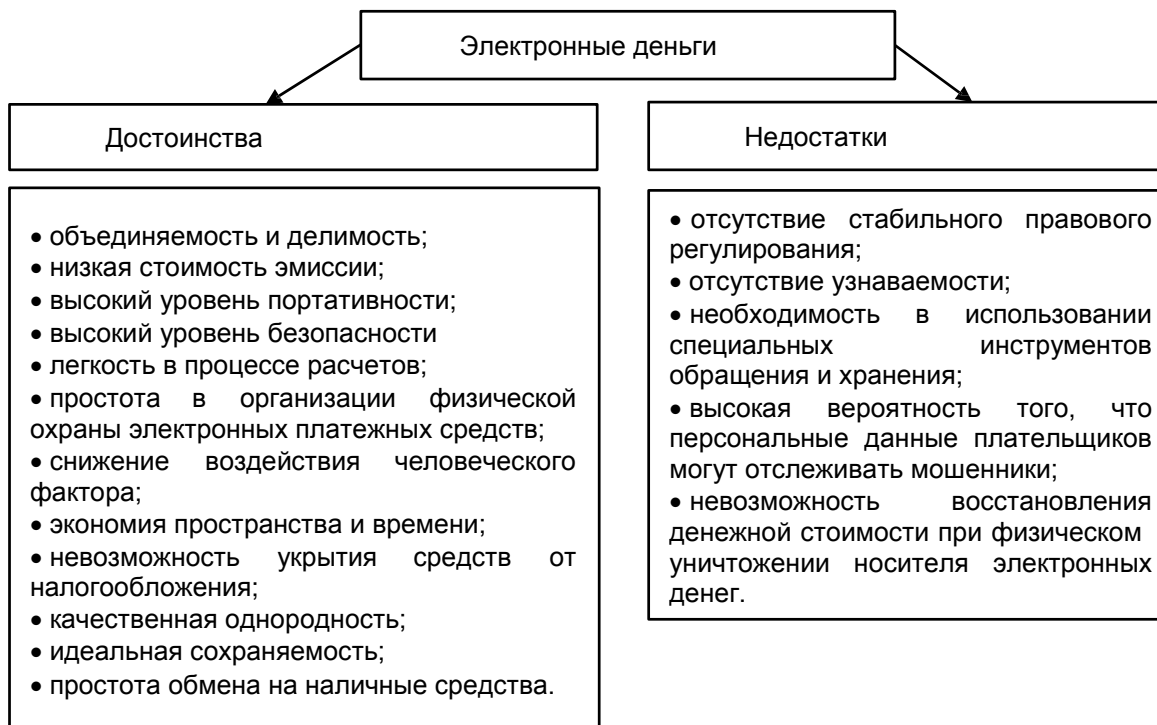 Электронные деньги
Достоинства
• объединяемость и делимость;
• низкая стоимость эмиссии;
• высокий уровень портативности;
• высокий уровень безопасности
• легкость в процессе расчетов;
• простота в организации физической
охраны электронных платежных средств;
• снижение воздействия человеческого
фактора;
• экономия пространства и времени;
• невозможность укрытия средств от
налогообложения;
• качественная однородность;
• идеальная сохраняемость;
• простота обмена на наличные средства.
Недостатки
• отсутствие стабильного правового
регулирования;
• отсутствие узнаваемости;
• необходимость в использовании
специальных инструментов
обращения и хранения;
• высокая вероятность того, что
персональные данные плательщиков
могут отслеживать мошенники;
• невозможность восстановления
денежной стоимости при физическом
уничтожении носителя электронных
денег.